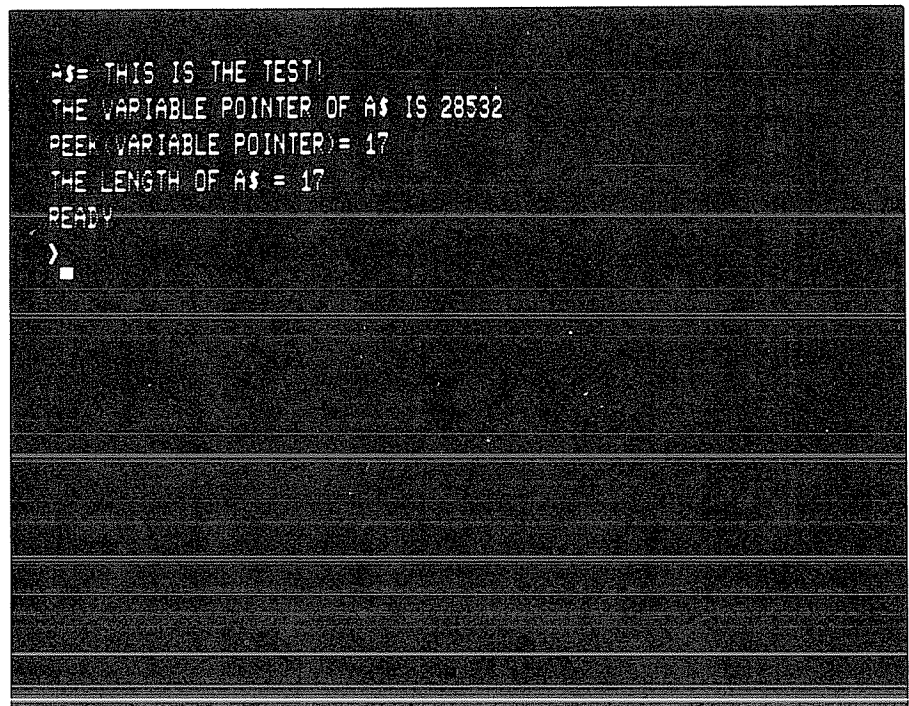 A$= THIS IS THE TEST!
THE VARIABLE POINTER OF A$ IS 28532
PEEK(VARIABLE POINTER)= 17
THE LENGTH OF A$ = 17
READY
>